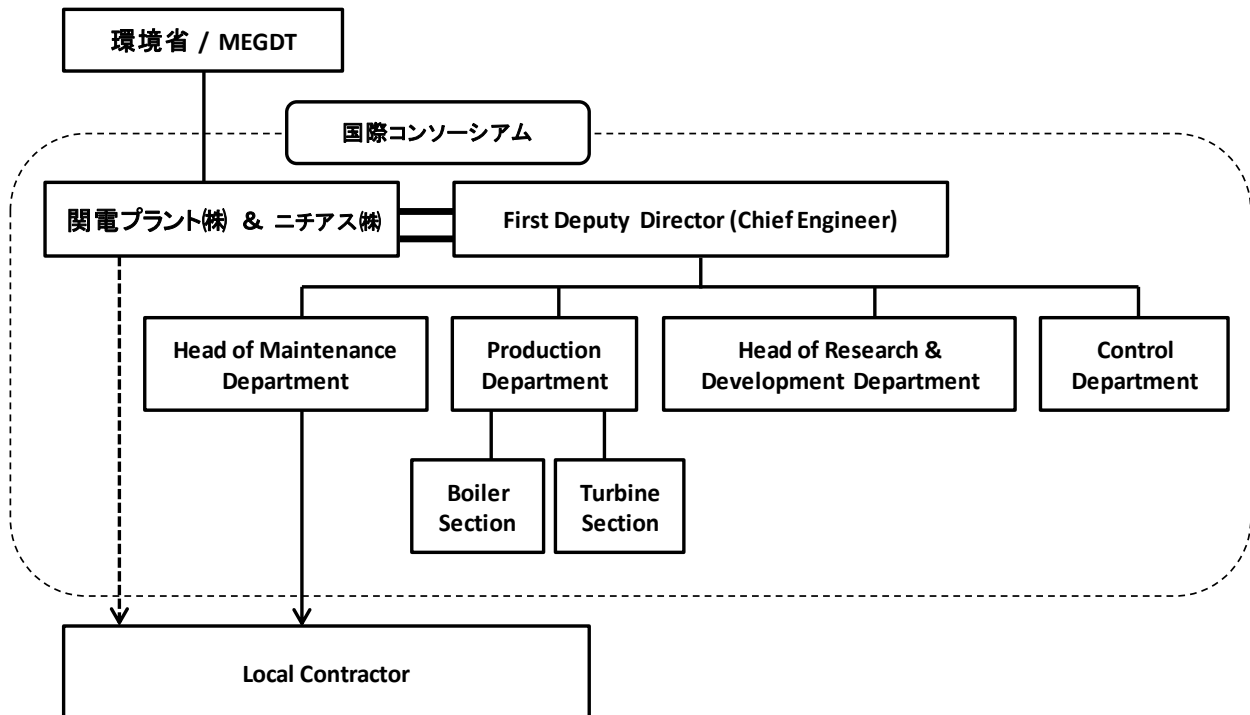 環境省 / MEGDT
国際コンソーシアム
関電プラント㈱ & ニチアス㈱
First Deputy Director (Chief Engineer)
Head of Maintenance
Department
Production
Department
Head of Research &
Development Department
Control
Department
Boiler
Section
Turbine
Section
Local Contractor